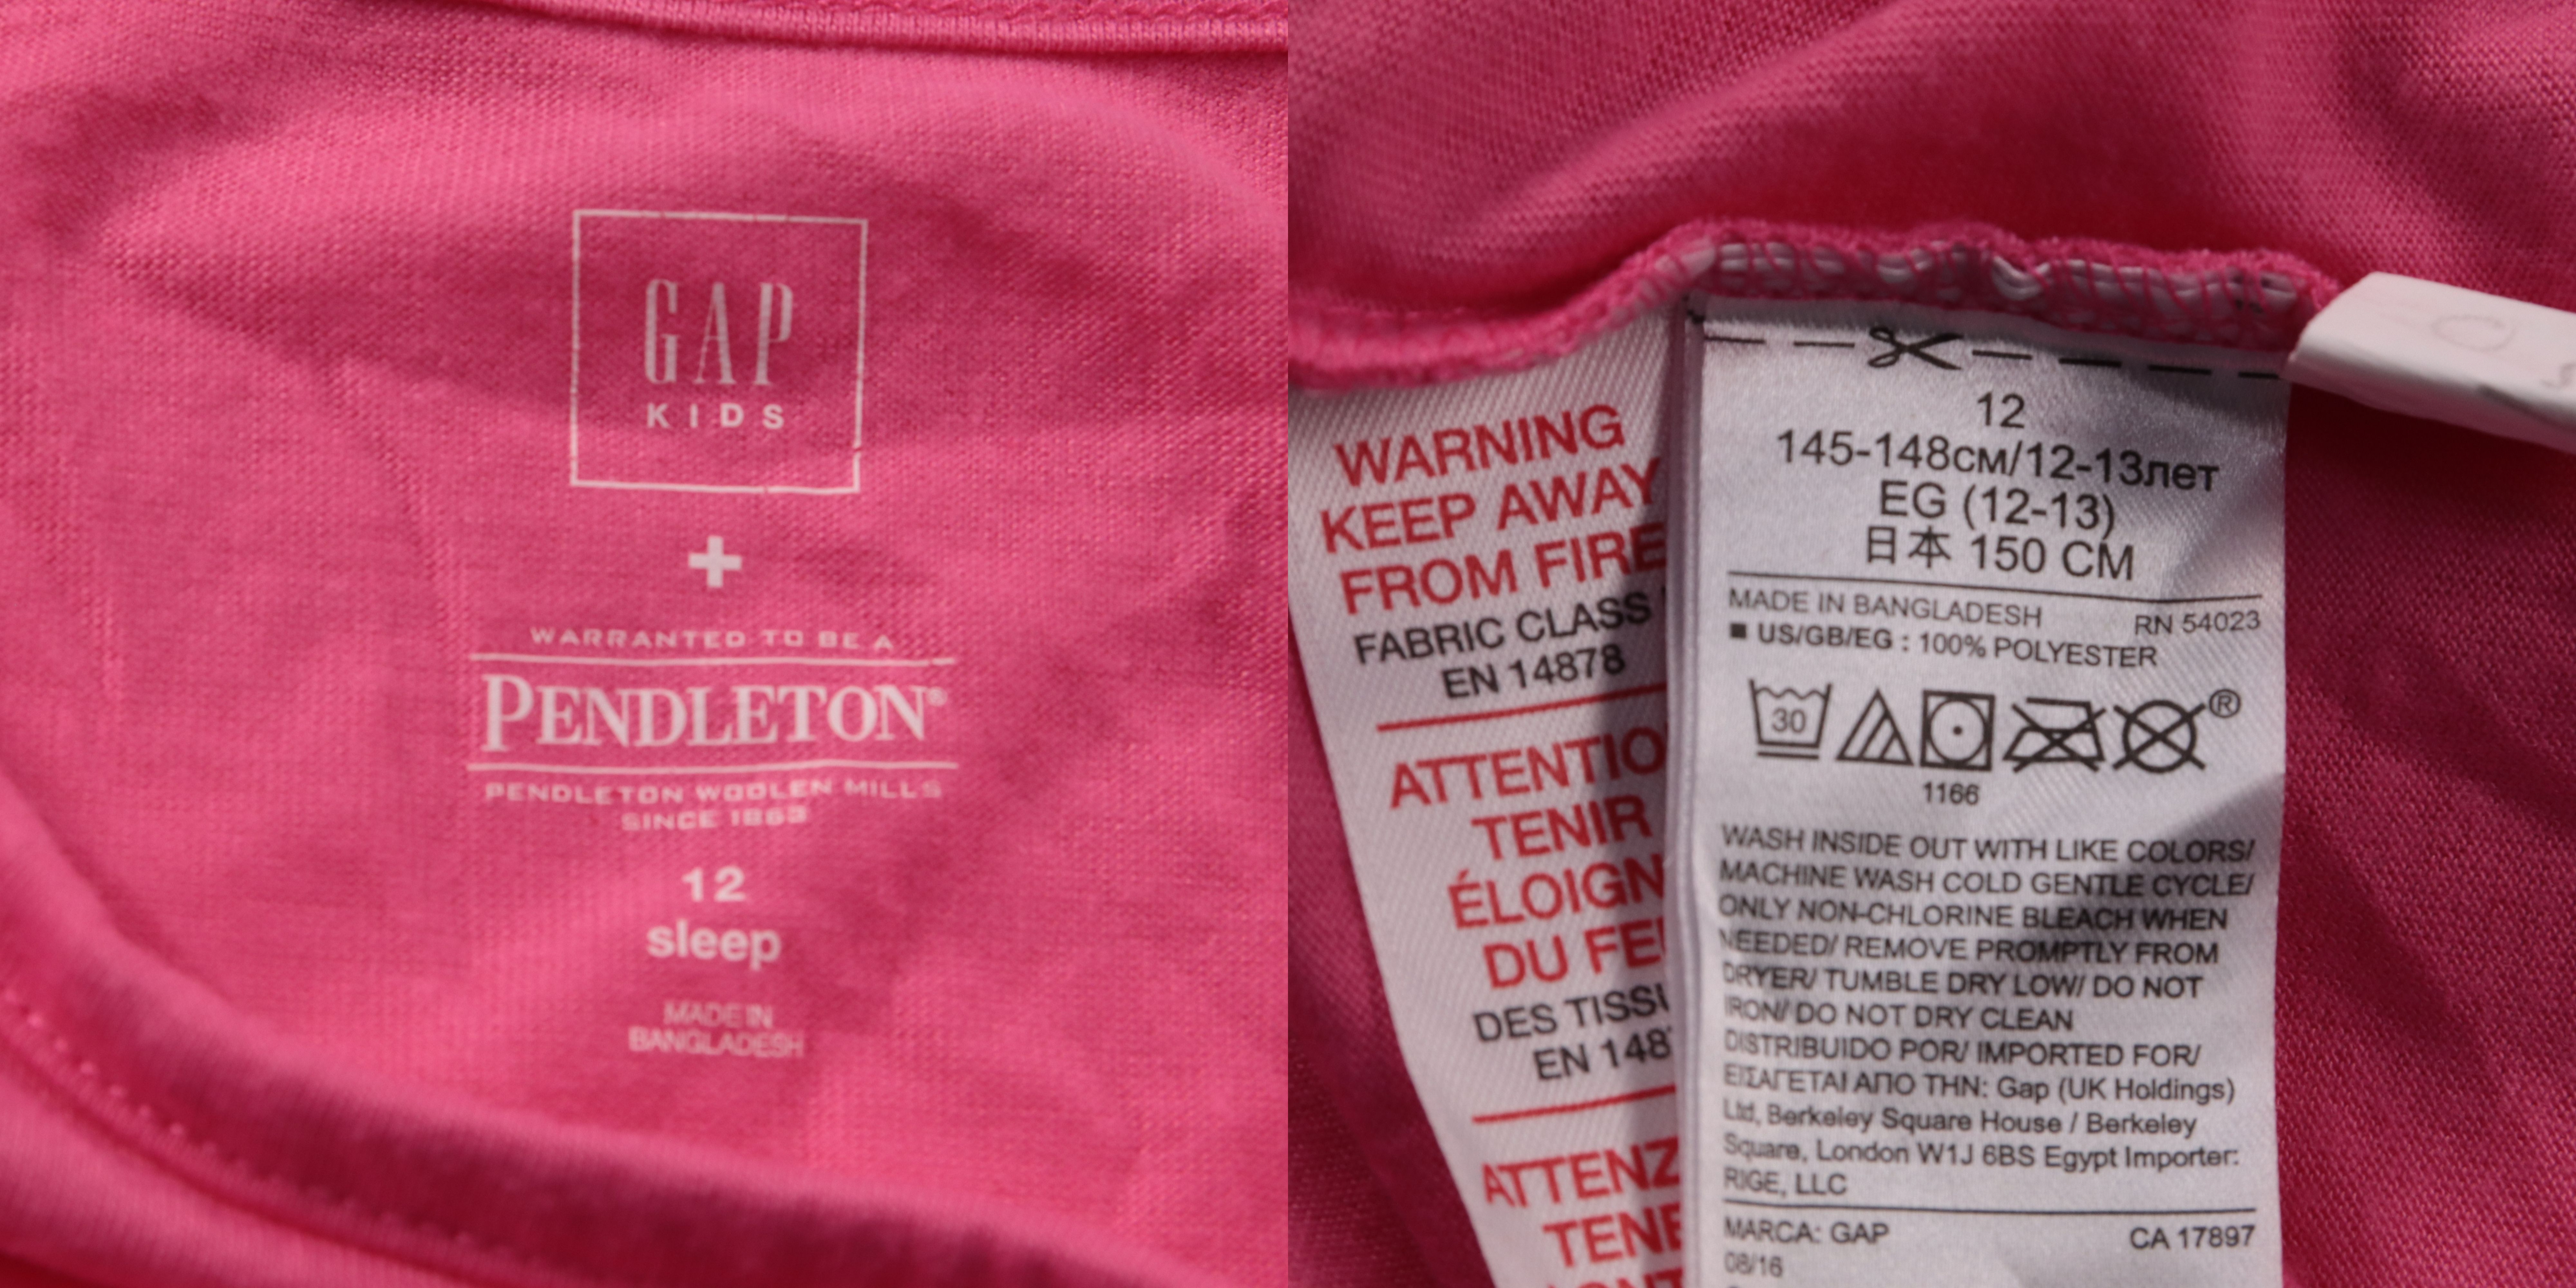 GAP
KIDS
+
WARRANTED TO BE A
PENDLETON®
PENDLETON WOOLEN MILLS
SINCE 1863
12
sleep
MADE IN
BANGLADESH
WARNING
KEEP AWAY
FROM FIRE
FABRIC CLASS
EN 14878
ATTENTIO
TENIR
ÉLOIGN
DU FE
DES TISSU
EN 148
ATTENZ
TENE
12
145-148см/12-13лет
EG (12-13)
日本 150 CM
MADE IN BANGLADESH RN 54023
■ US/GB/EG : 100% POLYESTER
30 ®
1166
WASH INSIDE OUT WITH LIKE COLORS/
MACHINE WASH COLD GENTLE CYCLE/
ONLY NON-CHLORINE BLEACH WHEN
NEEDED/ REMOVE PROMPTLY FROM
DRYER/ TUMBLE DRY LOW/ DO NOT
IRON/ DO NOT DRY CLEAN
DISTRIBUIDO POR/ IMPORTED FOR/
ΕΙΣΑΓΕΤΑΙ ΑΠΟ ΤΗΝ: Gap (UK Holdings)
Ltd, Berkeley Square House / Berkeley
Square, London W1J 6BS Egypt Importer:
RIGE, LLC
MARCA: GAP CA 17897
08/16